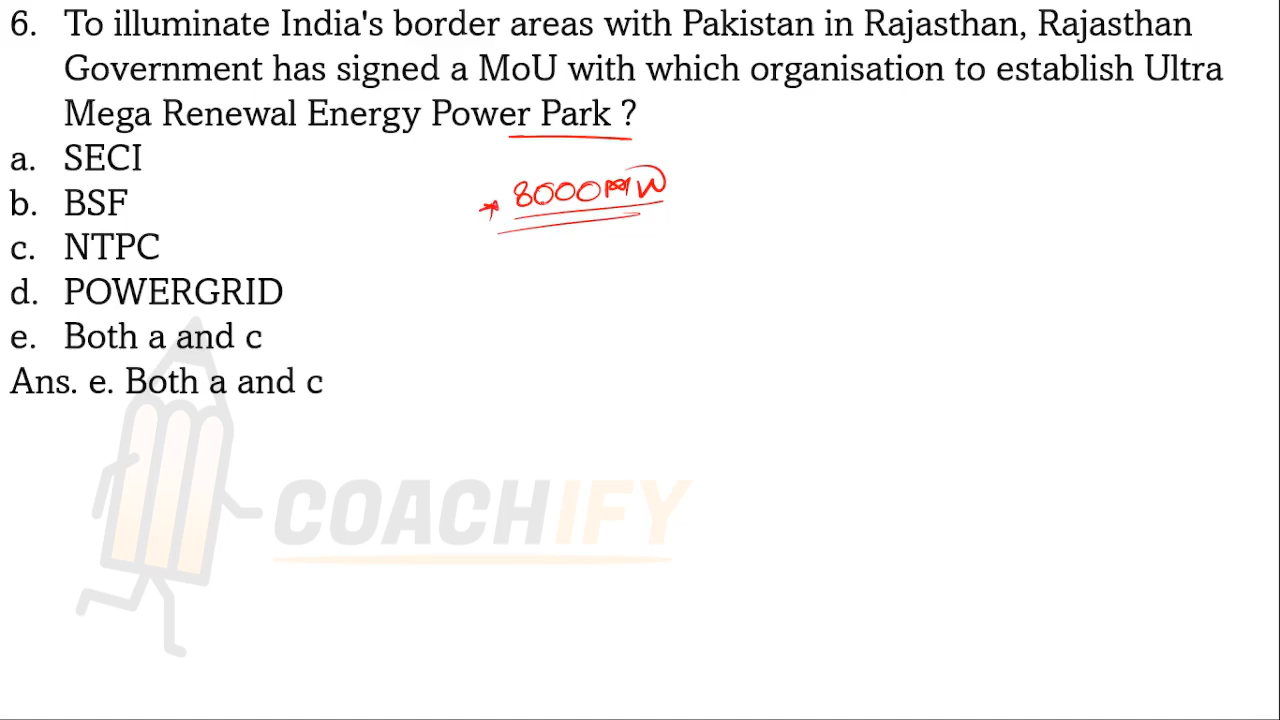 6. To illuminate India's border areas with Pakistan in Rajasthan, Rajasthan
Government has signed a MoU with which organisation to establish Ultra
Mega Renewal Energy Power Park ?
a. SECI
* 8000MW
b. BSF
c. NTPC
d. POWERGRID
e. Both a and c
Ans. e. Both a and c
COACHIFY